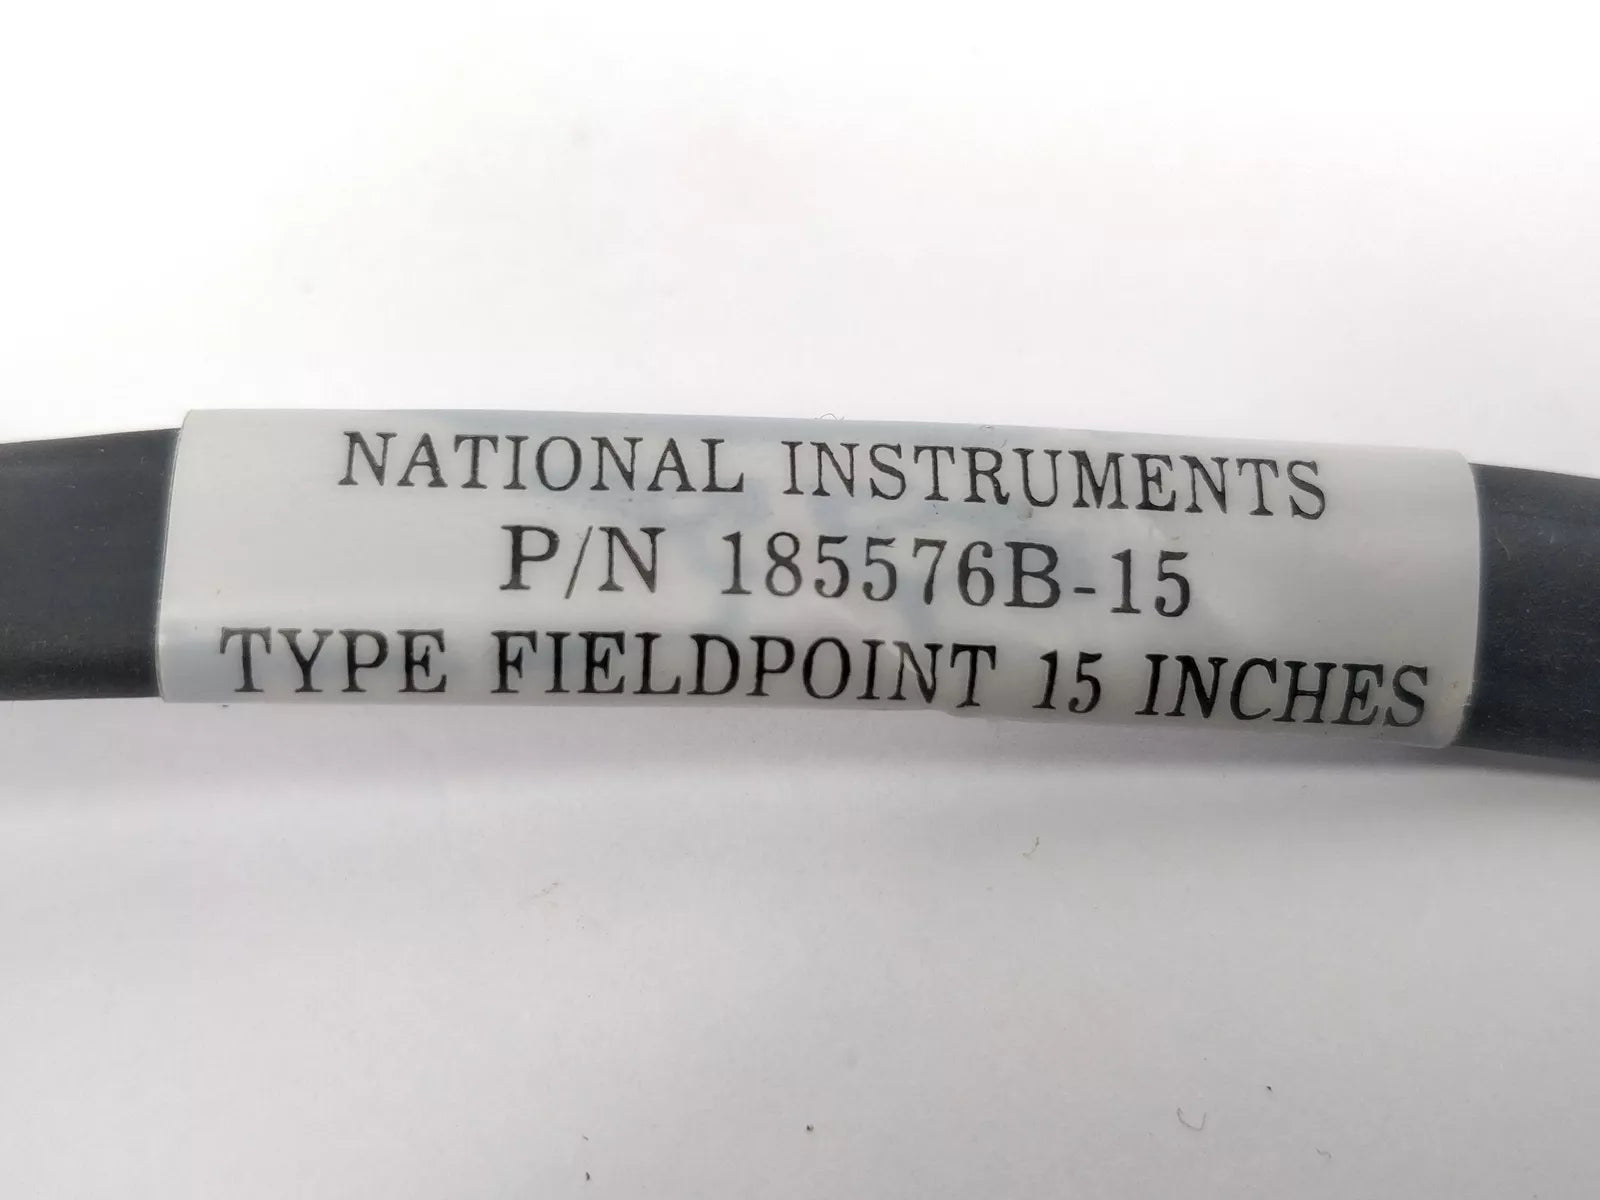 NATIONAL INSTRUMENTS
P/N 185576B-15
TYPE FIELDPOINT 15 INCHES